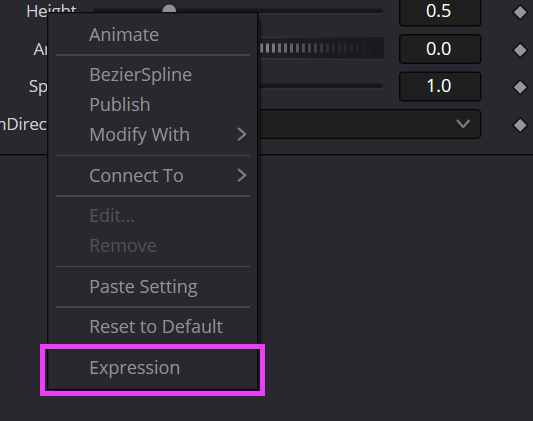 Height
0.5
Animate
An
0.0
BezierSpline
Sp
1.0
Publish
nDirec
Modify With
Connect To
Edit...
Remove
Paste Setting
Reset to Default
Expression